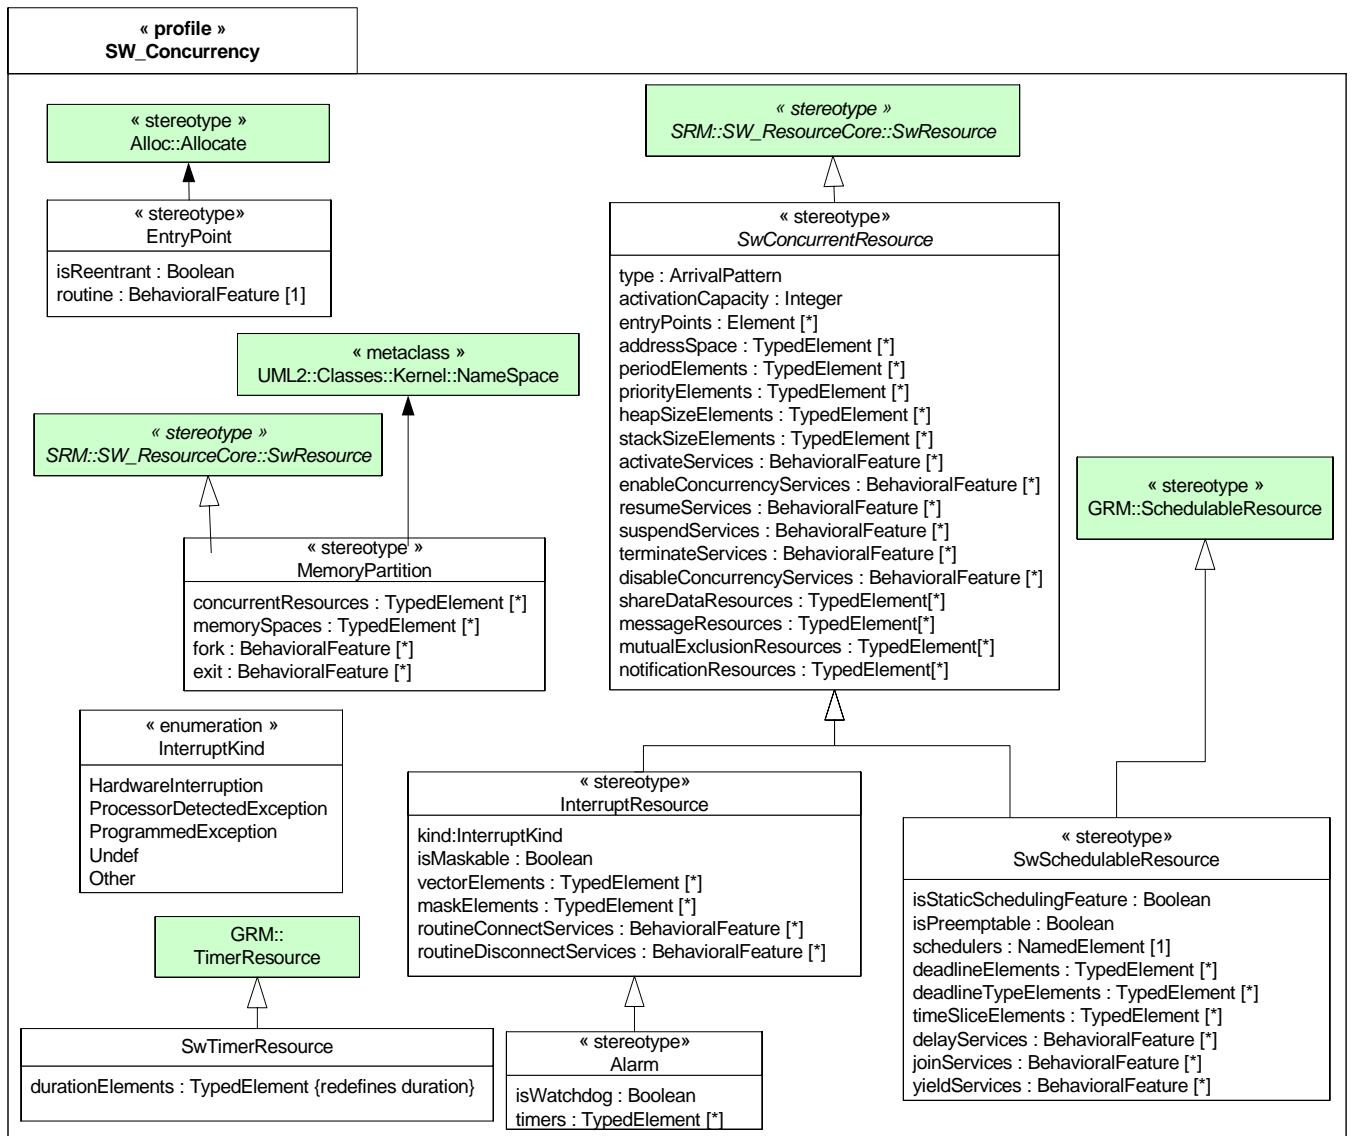 « profile »
SW_Concurrency
« stereotype »
Alloc::Allocate
« stereotype»
EntryPoint
isReentrant : Boolean
routine : BehavioralFeature [1]
« metaclass »
UML2::Classes::Kernel::NameSpace
« stereotype »
SRM::SW_ResourceCore::SwResource
« stereotype »
MemoryPartition
concurrentResources : TypedElement [*]
memorySpaces : TypedElement [*]
fork : BehavioralFeature [*]
exit : BehavioralFeature [*]
« enumeration »
InterruptKind
HardwareInterruption
ProcessorDetectedException
ProgrammedException
Undef
Other
GRM::
TimerResource
SwTimerResource
durationElements : TypedElement {redefines duration}
« stereotype »
SRM::SW_ResourceCore::SwResource
« stereotype»
SwConcurrentResource
type : ArrivalPattern
activationCapacity : Integer
entryPoints : Element [*]
addressSpace : TypedElement [*]
periodElements : TypedElement [*]
priorityElements : TypedElement [*]
heapSizeElements : TypedElement [*]
stackSizeElements : TypedElement [*]
activateServices : BehavioralFeature [*]
enableConcurrencyServices : BehavioralFeature [*]
resumeServices : BehavioralFeature [*]
suspendServices : BehavioralFeature [*]
terminateServices : BehavioralFeature [*]
disableConcurrencyServices : BehavioralFeature [*]
shareDataResources : TypedElement[*]
messageResources : TypedElement[*]
mutualExclusionResources : TypedElement[*]
notificationResources : TypedElement[*]
« stereotype »
GRM::SchedulableResource
« stereotype»
InterruptResource
kind:InterruptKind
isMaskable : Boolean
vectorElements : TypedElement [*]
maskElements : TypedElement [*]
routineConnectServices : BehavioralFeature [*]
routineDisconnectServices : BehavioralFeature [*]
« stereotype»
Alarm
isWatchdog : Boolean
timers : TypedElement [*]
« stereotype»
SwSchedulableResource
isStaticSchedulingFeature : Boolean
isPreemptable : Boolean
schedulers : NamedElement [1]
deadlineElements : TypedElement [*]
deadlineTypeElements : TypedElement [*]
timeSliceElements : TypedElement [*]
delayServices : BehavioralFeature [*]
joinServices : BehavioralFeature [*]
yieldServices : BehavioralFeature [*]